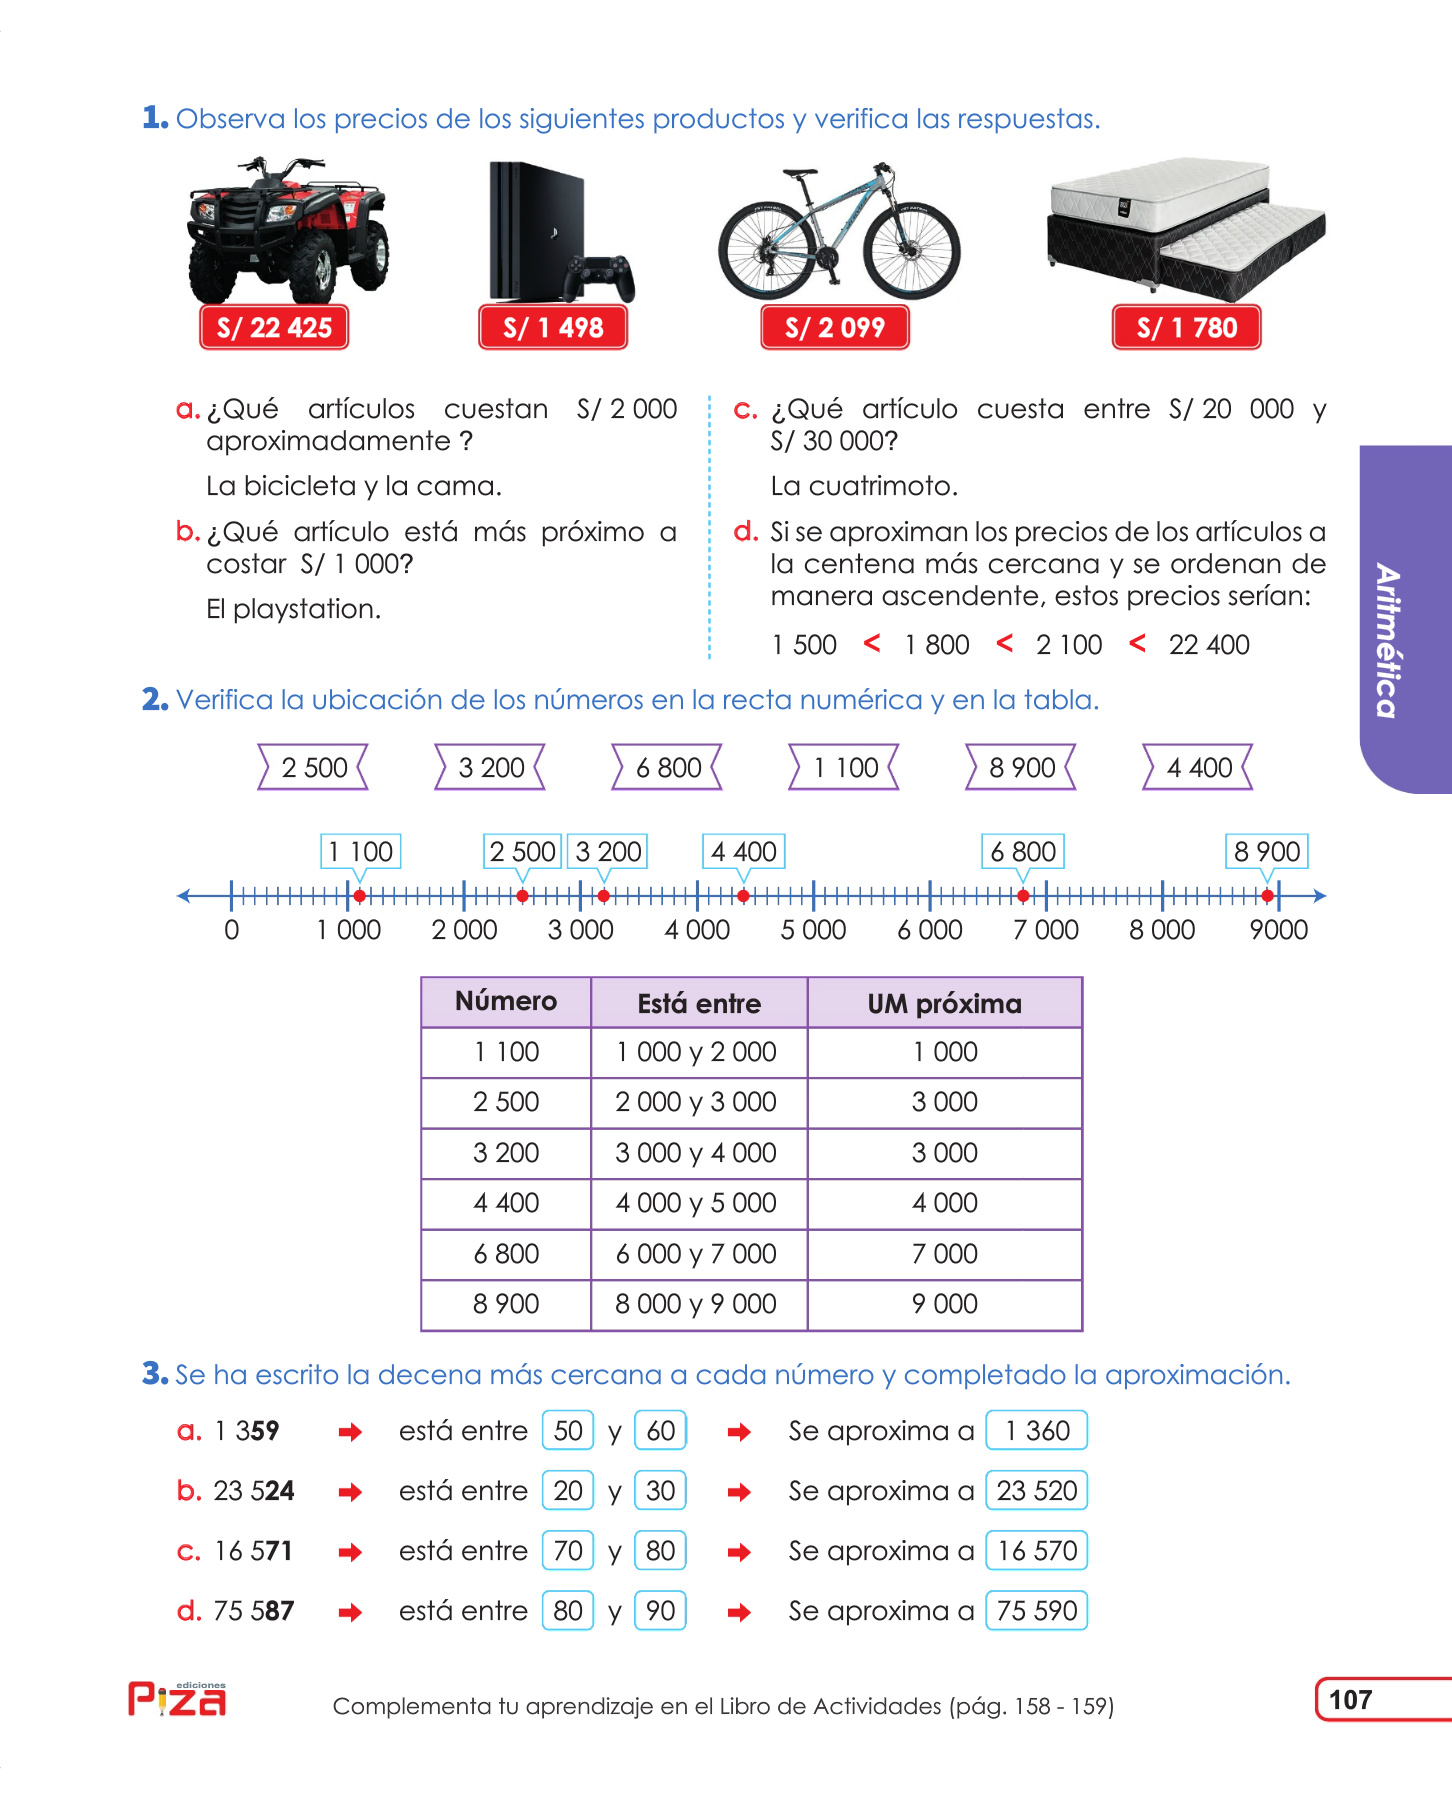 1. Observa los precios de los siguientes productos y verifica las respuestas.
S/ 22 425
S/ 1 498
S/ 2 099
S/ 1 780
a. ¿Qué artículos cuestan S/ 2 000
aproximadamente ?
La bicicleta y la cama.
b. ¿Qué artículo está más próximo a
costar S/ 1 000?
El playstation.
c. ¿Qué artículo cuesta entre S/ 20 000 y
S/ 30 000?
La cuatrimoto.
d. Si se aproximan los precios de los artículos a
la centena más cercana y se ordenan de
manera ascendente, estos precios serían:
1 500 < 1 800 < 2 100 < 22 400
Aritmética
2. Verifica la ubicación de los números en la recta numérica y en la tabla.
2 500 3 200 6 800 1 100 8 900 4 400
1 100 2 500 3 200 4 400 6 800 8 900
0 1 000 2 000 3 000 4 000 5 000 6 000 7 000 8 000 9000
Número Está entre UM próxima
1 100 1 000 y 2 000 1 000
2 500 2 000 y 3 000 3 000
3 200 3 000 y 4 000 3 000
4 400 4 000 y 5 000 4 000
6 800 6 000 y 7 000 7 000
8 900 8 000 y 9 000 9 000
3. Se ha escrito la decena más cercana a cada número y completado la aproximación.
a. 1 359 está entre 50 y 60 Se aproxima a 1 360
b. 23 524 está entre 20 y 30 Se aproxima a 23 520
c. 16 571 está entre 70 y 80 Se aproxima a 16 570
d. 75 587 está entre 80 y 90 Se aproxima a 75 590
ediciones
Piza
Complementa tu aprendizaje en el Libro de Actividades (pág. 158 - 159)
107